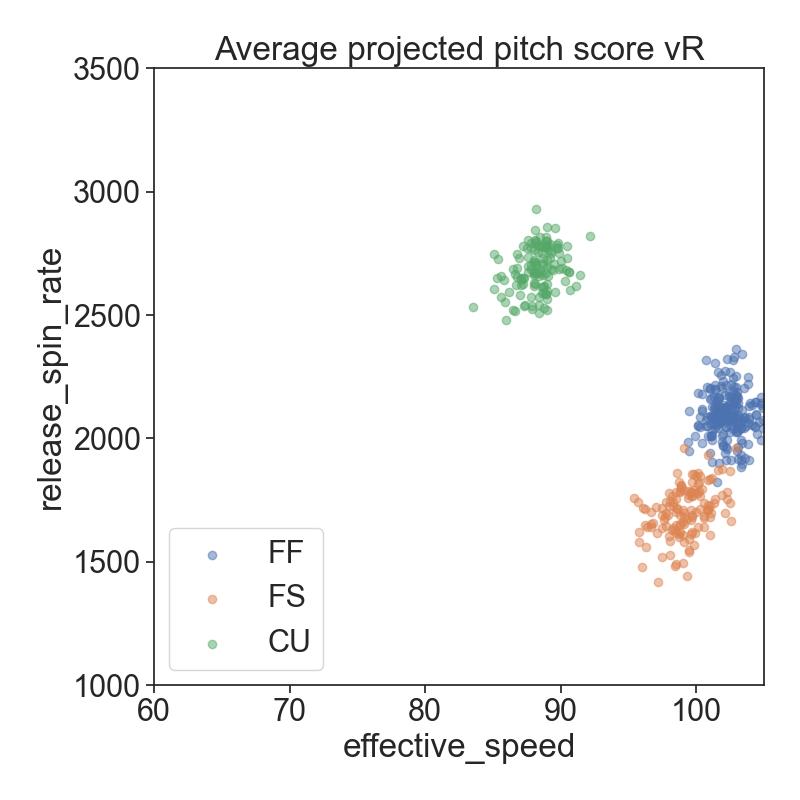 Average projected pitch score vR
3500
3000
2500
2000
1500
1000
release_spin_rate
FF
FS
CU
60
70
80
90
100
effective_speed